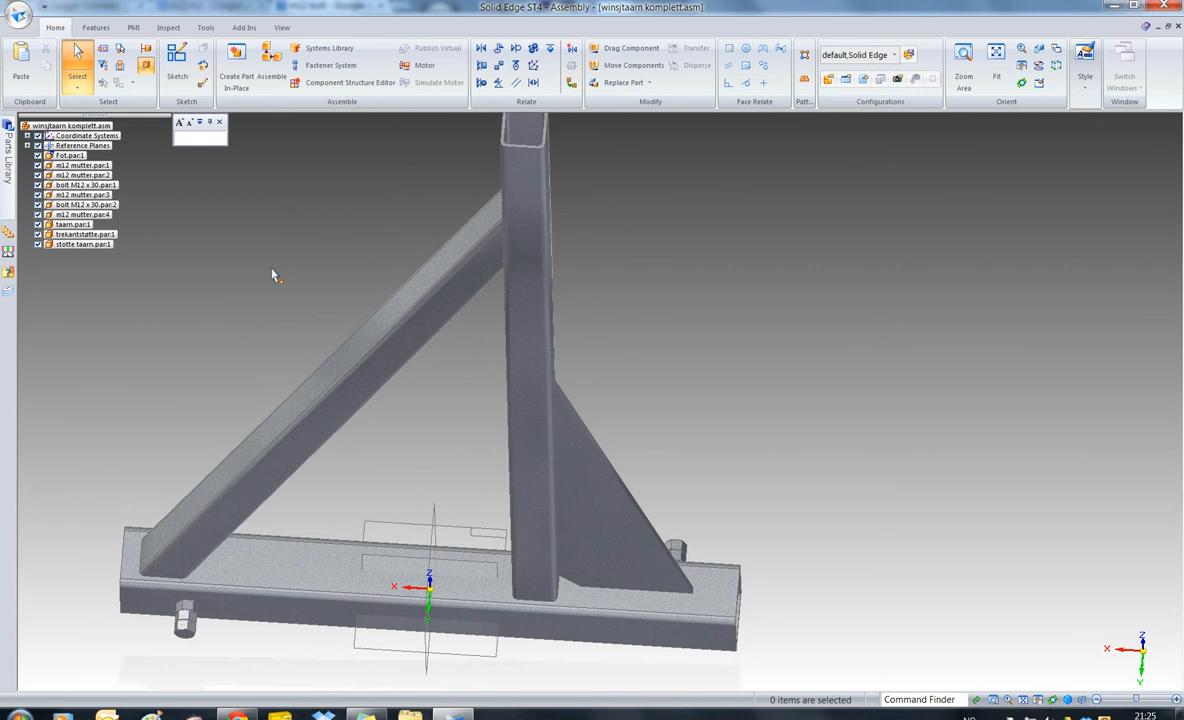 Solid Edge ST4 - Assembly - [winsjtaarn komplett.asm]
Home Features PMI Inspect Tools Add Ins View
Paste
Clipboard
Select
Select
Sketch
Sketch
Create Part In-Place
Assemble
Systems Library
Fastener System
Component Structure Editor
Publish Virtual
Motor
Simulate Motor
Assemble
Relate
Drag Component
Move Components
Replace Part
Transfer
Disperse
Modify
Face Relate
Patt...
default,Solid Edge
Configurations
Zoom Area
Fit
Orient
Style
Switch Windows
Window
Parts Library
winsjtaarn komplett.asm
Coordinate Systems
Reference Planes
Fot.par:1
m12 mutter.par:1
m12 mutter.par:2
bolt M12 x 30.par:1
m12 mutter.par:3
bolt M12 x 30.par:2
m12 mutter.par:4
taarn.par:1
trekantstøtte.par:1
stotte taarn.par:1
Z
X
Y
Z
X
Y
0 items are selected
Command Finder
NO
21:25